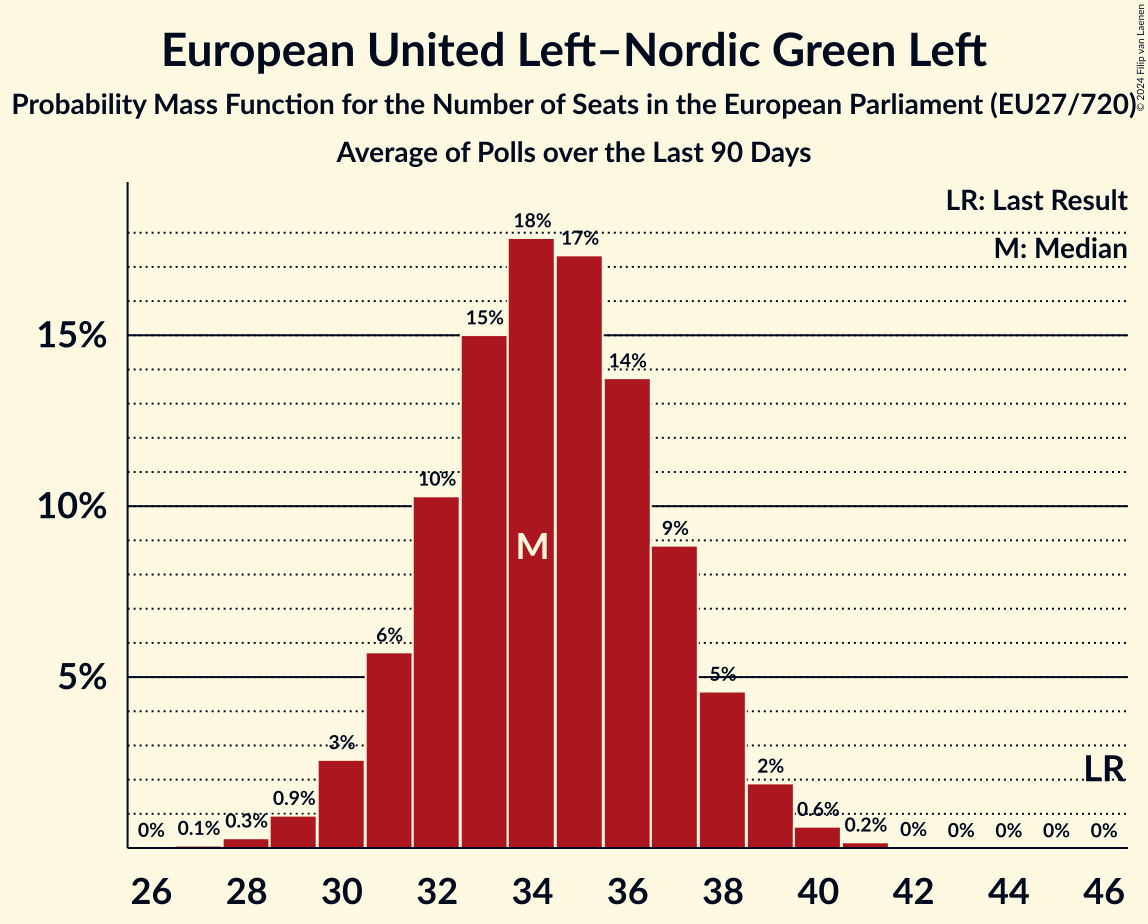 European United Left–Nordic Green Left
Probability Mass Function for the Number of Seats in the European Parliament (EU27/720)
Average of Polls over the Last 90 Days
© 2024 Filip van Laenen
LR: Last Result
M: Median
18%
17%
15%
15%
14%
10%
10%
9%
M
6%
5%
5%
3%
2%
LR
0.9%
0.6%
0% 0.1% 0.3% 0.2% 0% 0% 0% 0% 0%
26 28 30 32 34 36 38 40 42 44 46